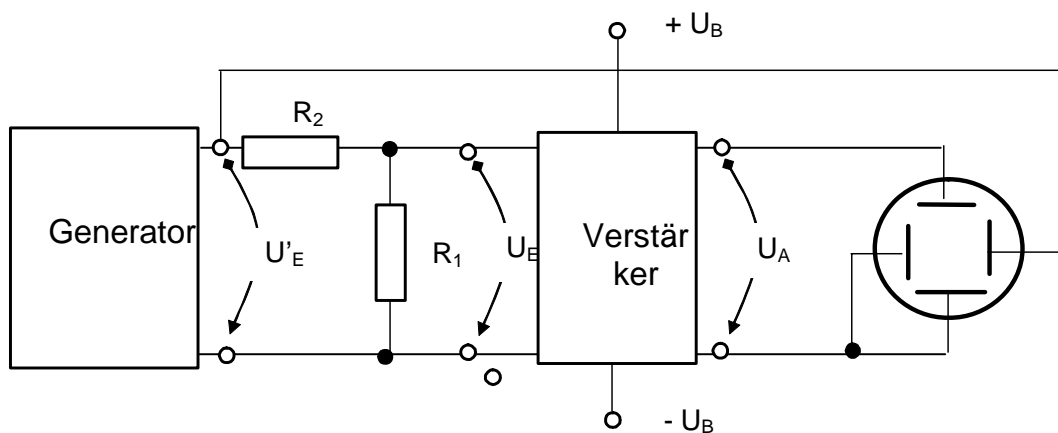 + U_B
R_2
Generator
U'_E
R_1
U_E
Verstär
ker
U_A
- U_B